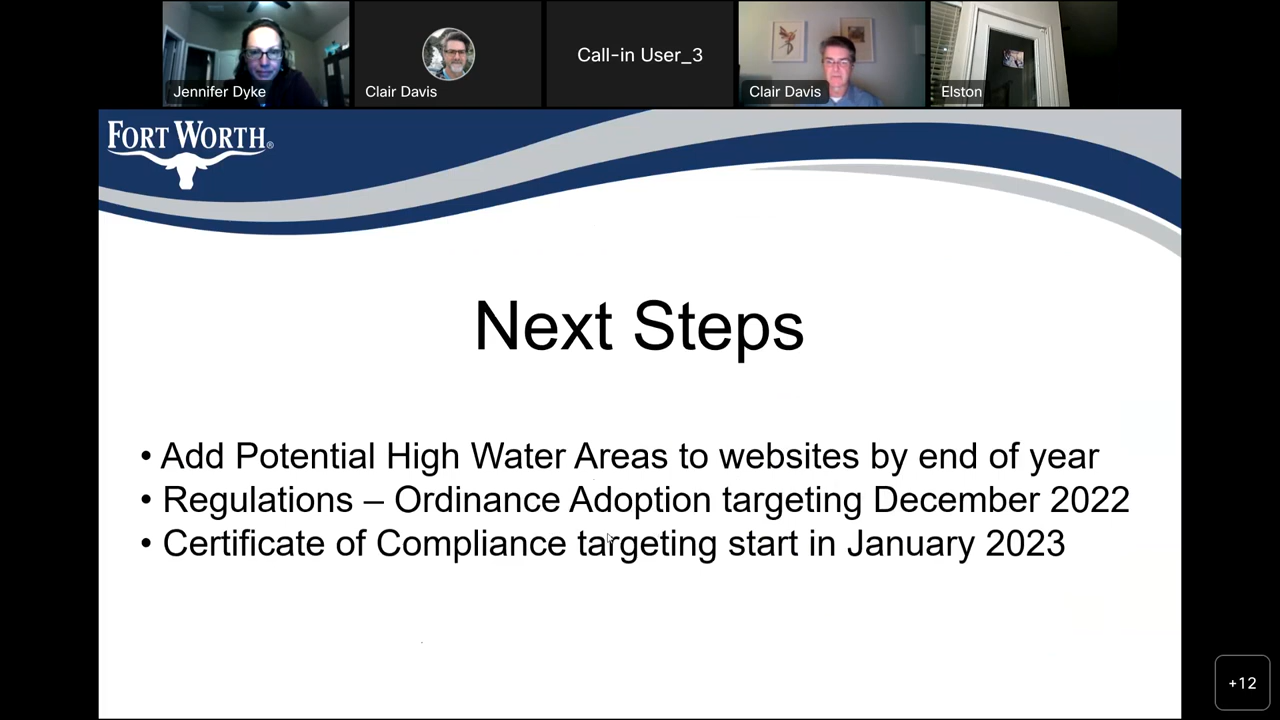 Call-in User_3
Jennifer Dyke
Clair Davis
Clair Davis
Elston
FORT WORTH®
Next Steps
• Add Potential High Water Areas to websites by end of year
• Regulations – Ordinance Adoption targeting December 2022
• Certificate of Compliance targeting start in January 2023
+12